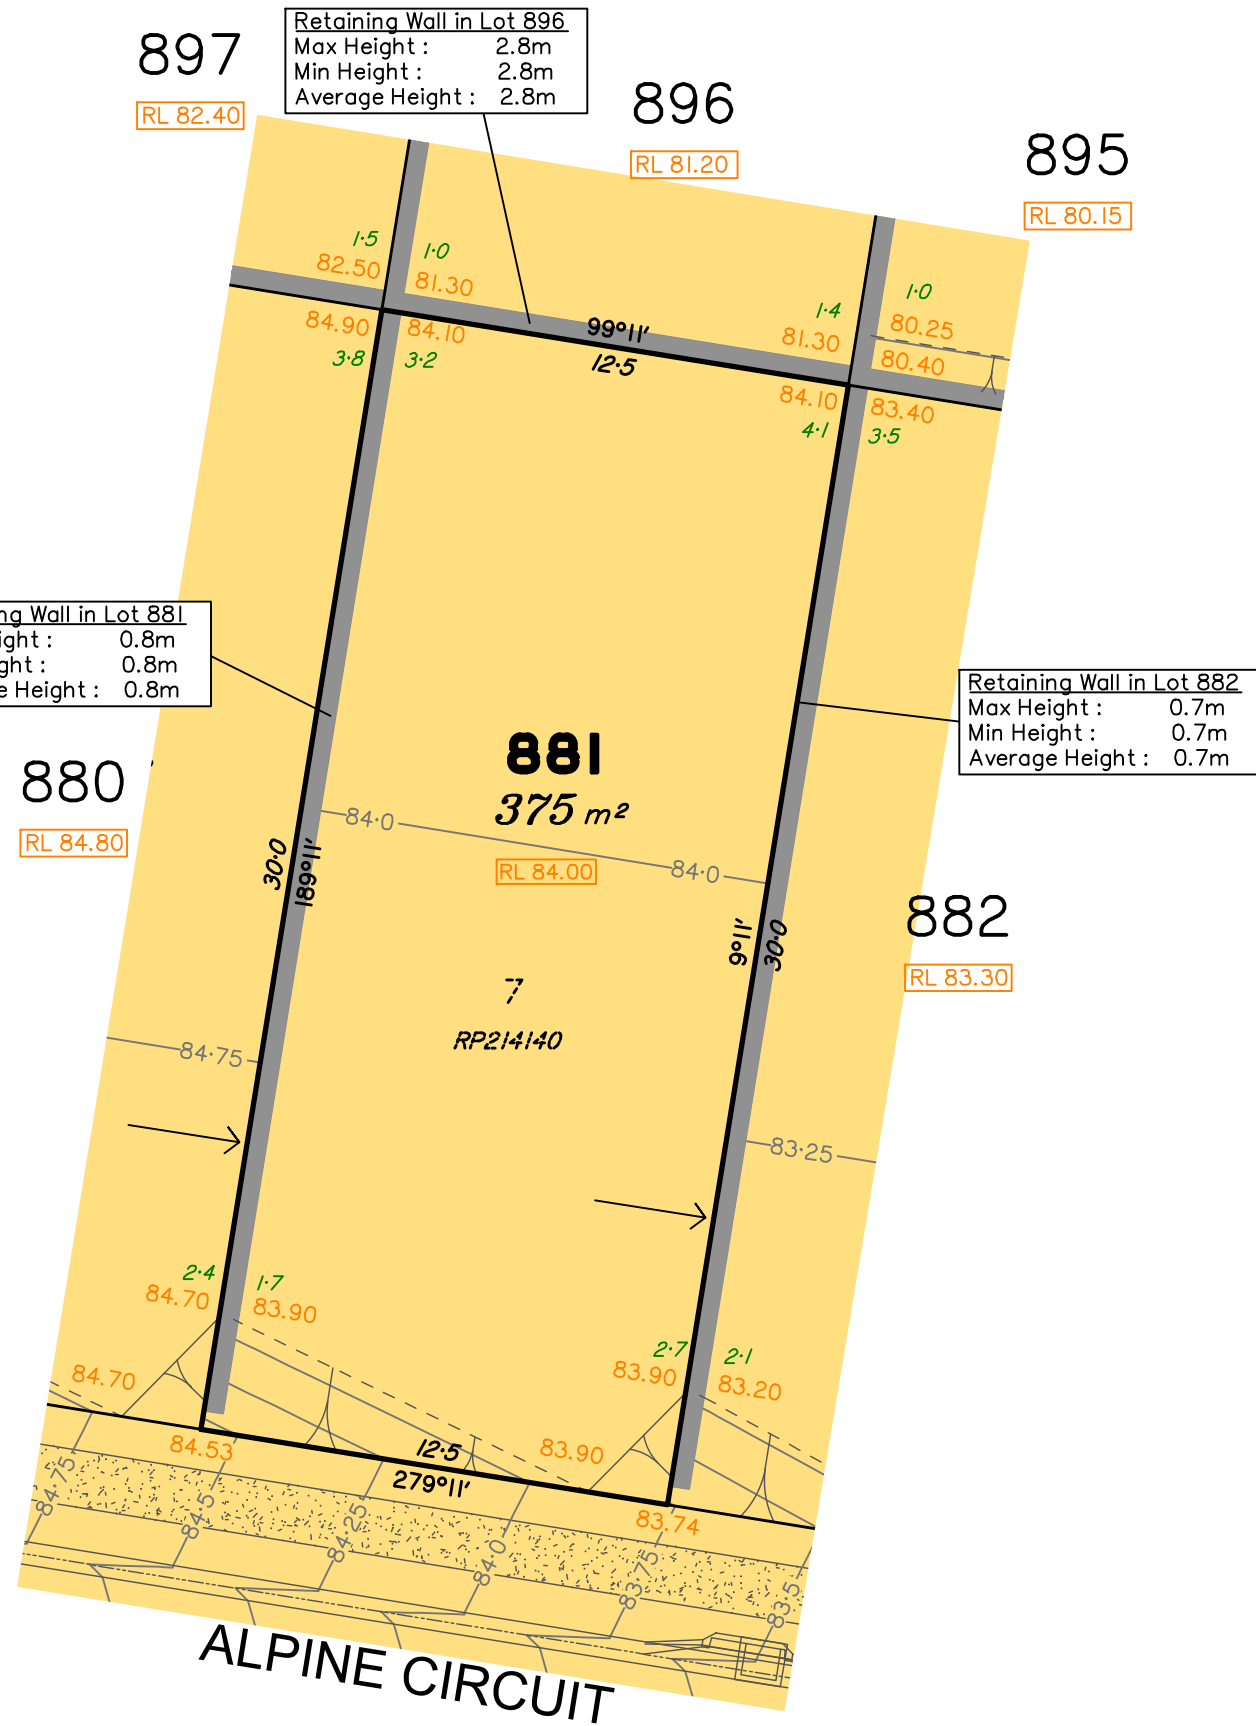 897
RL 82.40
Retaining Wall in Lot 896
Max Height : 2.8m
Min Height : 2.8m
Average Height : 2.8m
896
RL 81.20
895
RL 80.15
1·5
82.50
1·0
81.30
84.90
3·8
84.10
3·2
99°11'
12·5
1·4
81.30
1·0
80.25
80.40
84.10
4·1
83.40
3·5
ng Wall in Lot 881
ight : 0.8m
ght : 0.8m
e Height : 0.8m
Retaining Wall in Lot 882
Max Height : 0.7m
Min Height : 0.7m
Average Height : 0.7m
880
RL 84.80
881
375 m²
RL 84.00
84·0
84·0
30·0
189°11'
9°11'
30·0
882
RL 83.30
7
RP214140
84·75
83·25
2·4
84.70
1·7
83.90
2·7
83.90
2·1
83.20
84.70
84.53
12·5
279°11'
83.90
83.74
84·75
84·5
84·25
84·0
83·75
83·5
ALPINE CIRCUIT